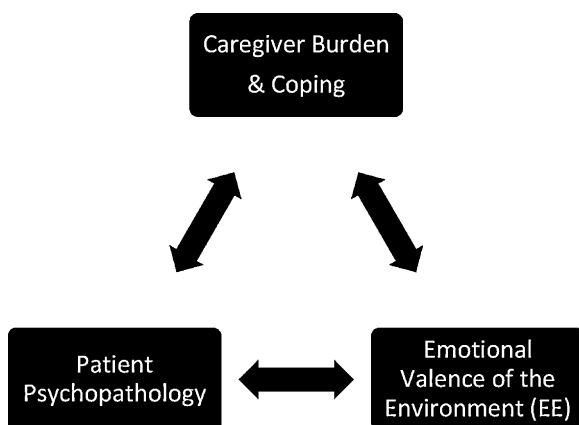 Caregiver Burden
& Coping
Patient
Psychopathology
Emotional
Valence of the
Environment (EE)